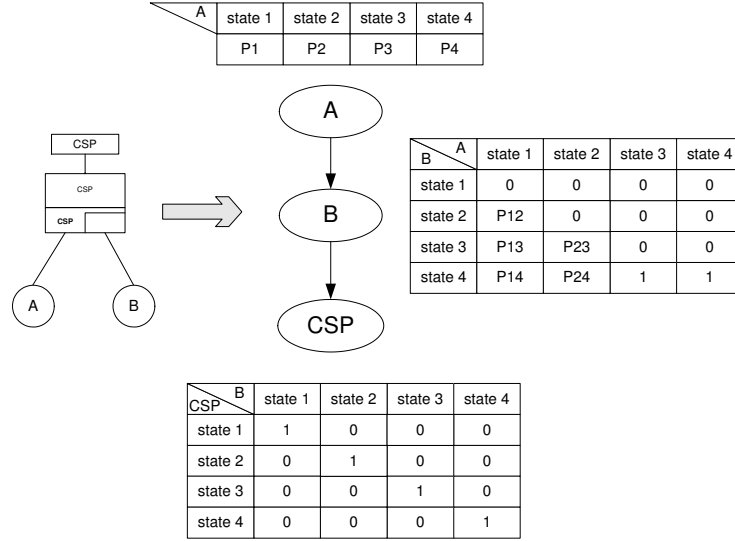 A state 1 state 2 state 3 state 4
P1 P2 P3 P4
A
CSP
CSP
CSP
A
B
B
CSP
B A state 1 state 2 state 3 state 4
state 1 0 0 0 0
state 2 P12 0 0 0
state 3 P13 P23 0 0
state 4 P14 P24 1 1
CSP B state 1 state 2 state 3 state 4
state 1 1 0 0 0
state 2 0 1 0 0
state 3 0 0 1 0
state 4 0 0 0 1